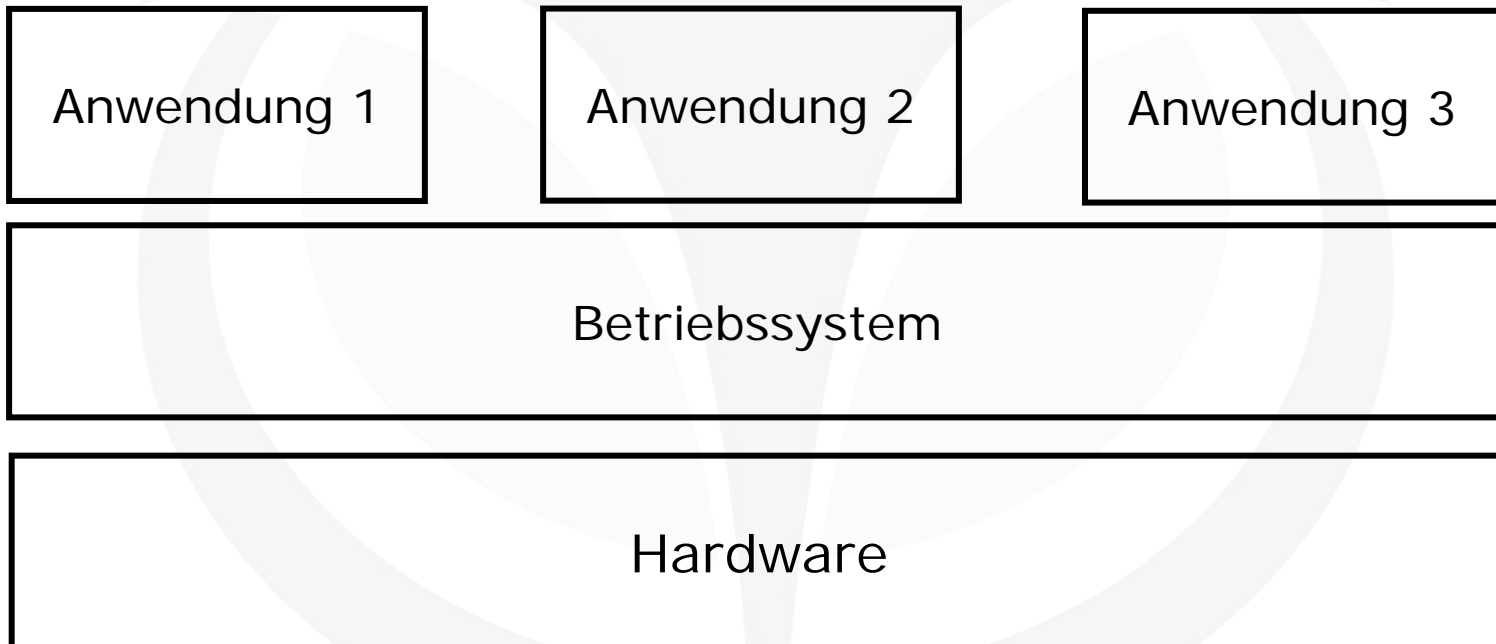 Anwendung 1
Anwendung 2
Anwendung 3
Betriebssystem
Hardware